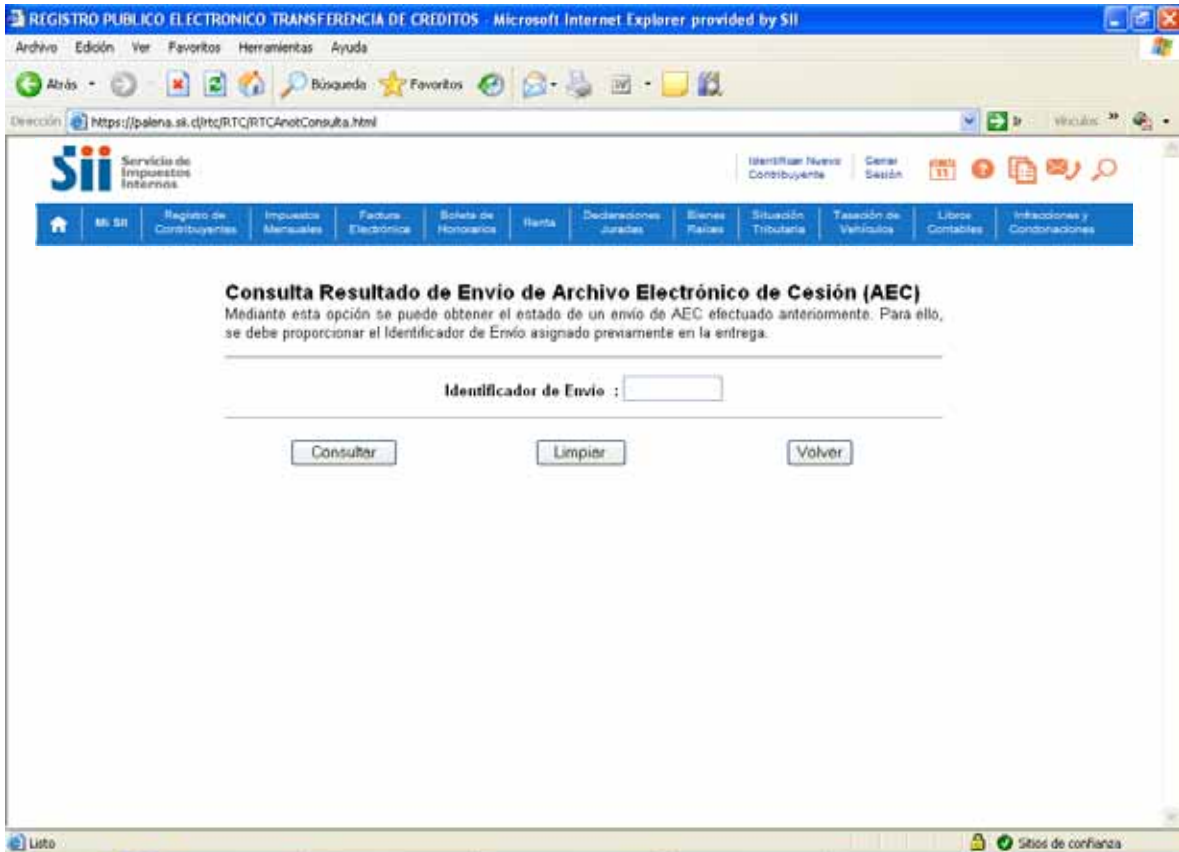 REGISTRO PUBLICO ELECTRONICO TRANSFERENCIA DE CREDITOS - Microsoft Internet Explorer provided by SII
Archivo Edición Ver Favoritos Herramientas Ayuda
Atrás Búsqueda Favoritos
Dirección https://palena.sii.cl/rtc/RTC/RTCAnotConsulta.html Ir Vínculos »
Sii Servicio de
Impuestos
Internos
Identificar Nuevo
Contribuyente
Cerrar
Sesión
11
Mi SII
Registro de
Contribuyentes
Impuestos
Mensuales
Factura
Electrónica
Boleta de
Honorarios
Renta
Declaraciones
Juradas
Bienes
Raíces
Situación
Tributaria
Tasación de
Vehículos
Libros
Contables
Infracciones y
Condonaciones
Consulta Resultado de Envío de Archivo Electrónico de Cesión (AEC)
Mediante esta opción se puede obtener el estado de un envío de AEC efectuado anteriormente. Para ello,
se debe proporcionar el Identificador de Envío asignado previamente en la entrega.
Identificador de Envío :
Consultar Limpiar Volver
Listo Sitios de confianza